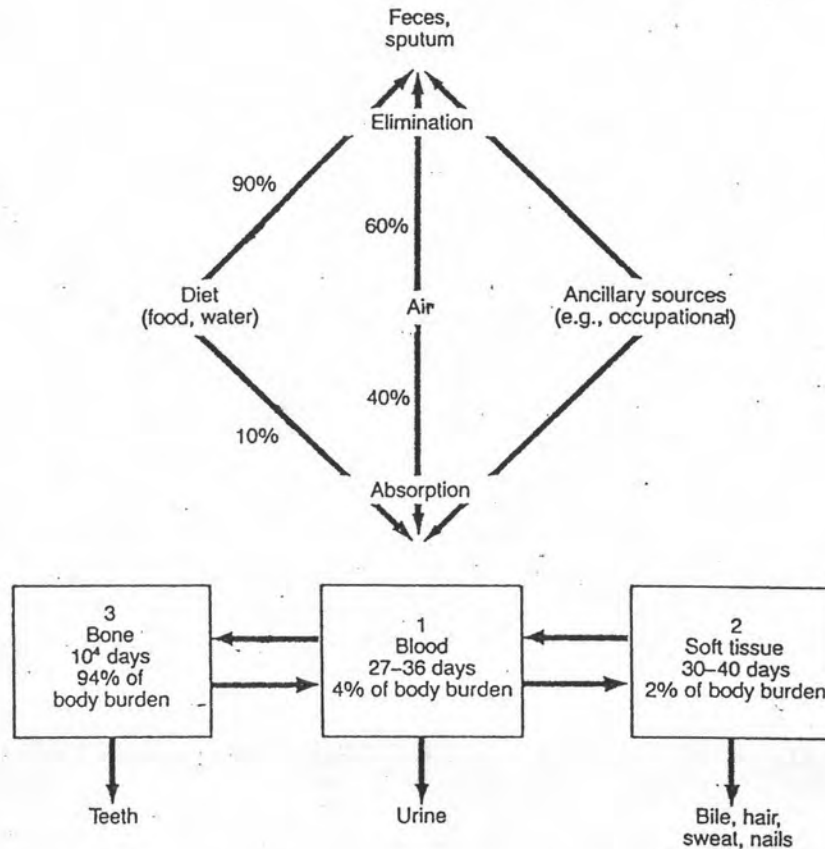 Feces,
sputum
Elimination
90%
60%
Diet
(food, water)
Air
Ancillary sources
(e.g., occupational)
40%
10%
Absorption
3
Bone
10⁴ days
94% of
body burden
1
Blood
27–36 days
4% of body burden
2
Soft tissue
30–40 days
2% of body burden
Teeth
Urine
Bile, hair,
sweat, nails